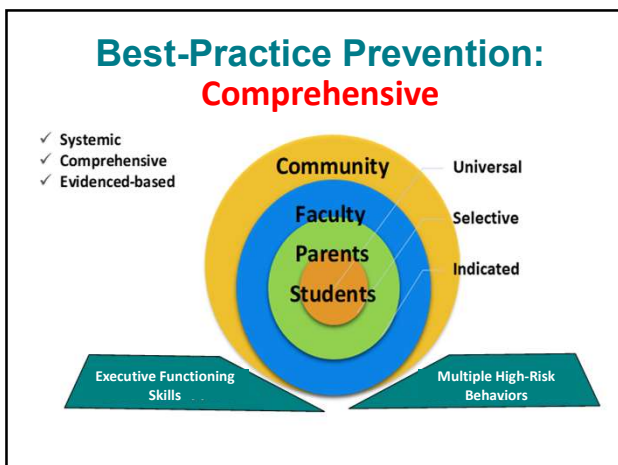 Best-Practice Prevention:
Comprehensive
✓ Systemic
✓ Comprehensive
✓ Evidenced-based
Community
Faculty
Parents
Students
Universal
Selective
Indicated
Executive Functioning
Skills
Multiple High-Risk
Behaviors